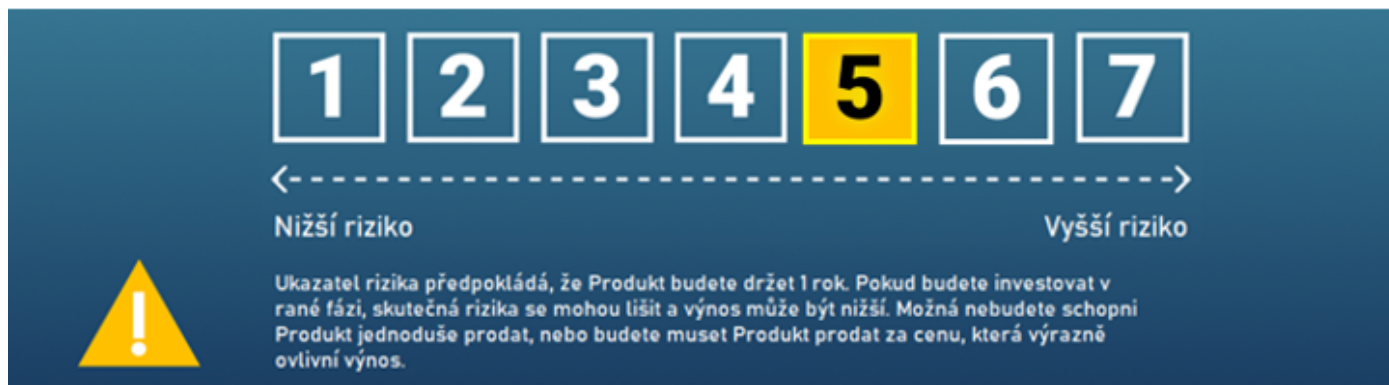 1 2 3 4 5 6 7
Nižší riziko Vyšší riziko
Ukazatel rizika předpokládá, že Produkt budete držet 1 rok. Pokud budete investovat v
rané fázi, skutečná rizika se mohou lišit a výnos může být nižší. Možná nebudete schopni
Produkt jednoduše prodat, nebo budete muset Produkt prodat za cenu, která výrazně
ovlivní výnos.